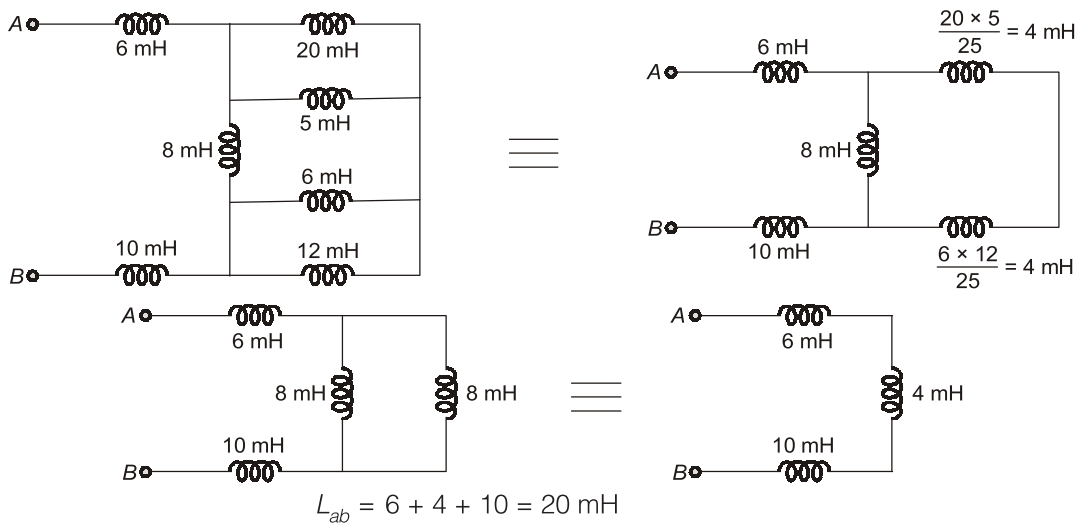 A
6 mH
20 mH
5 mH
8 mH
6 mH
10 mH
12 mH
B
20 × 5
25
= 4 mH
6 mH
A
8 mH
B
10 mH
6 × 12
25
= 4 mH
A
6 mH
8 mH
8 mH
10 mH
B
A
6 mH
4 mH
10 mH
B
L_ab = 6 + 4 + 10 = 20 mH